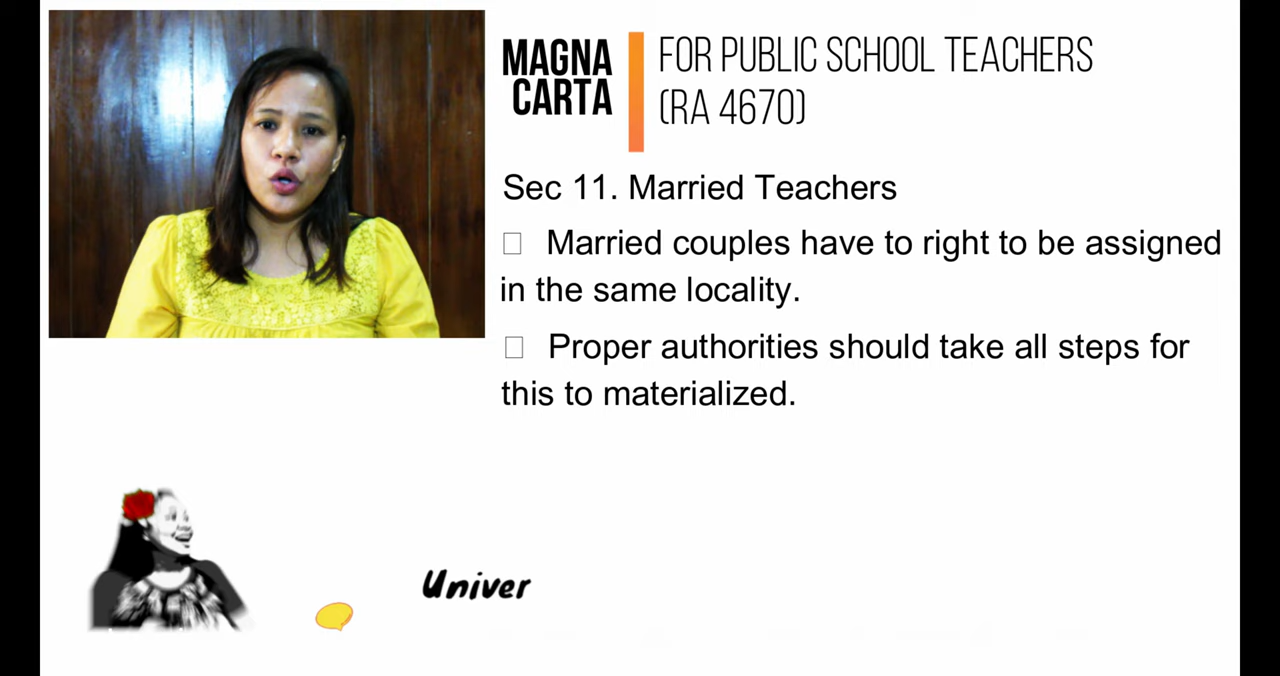 MAGNA
CARTA
FOR PUBLIC SCHOOL TEACHERS
(RA 4670)
Sec 11. Married Teachers
Married couples have to right to be assigned
in the same locality.
Proper authorities should take all steps for
this to materialized.
Univer